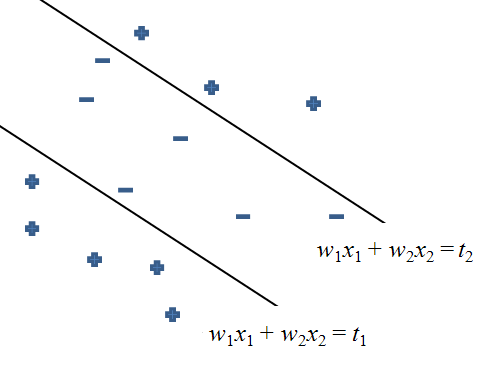 w₁x₁ + w₂x₂ = t₂
w₁x₁ + w₂x₂ = t₁